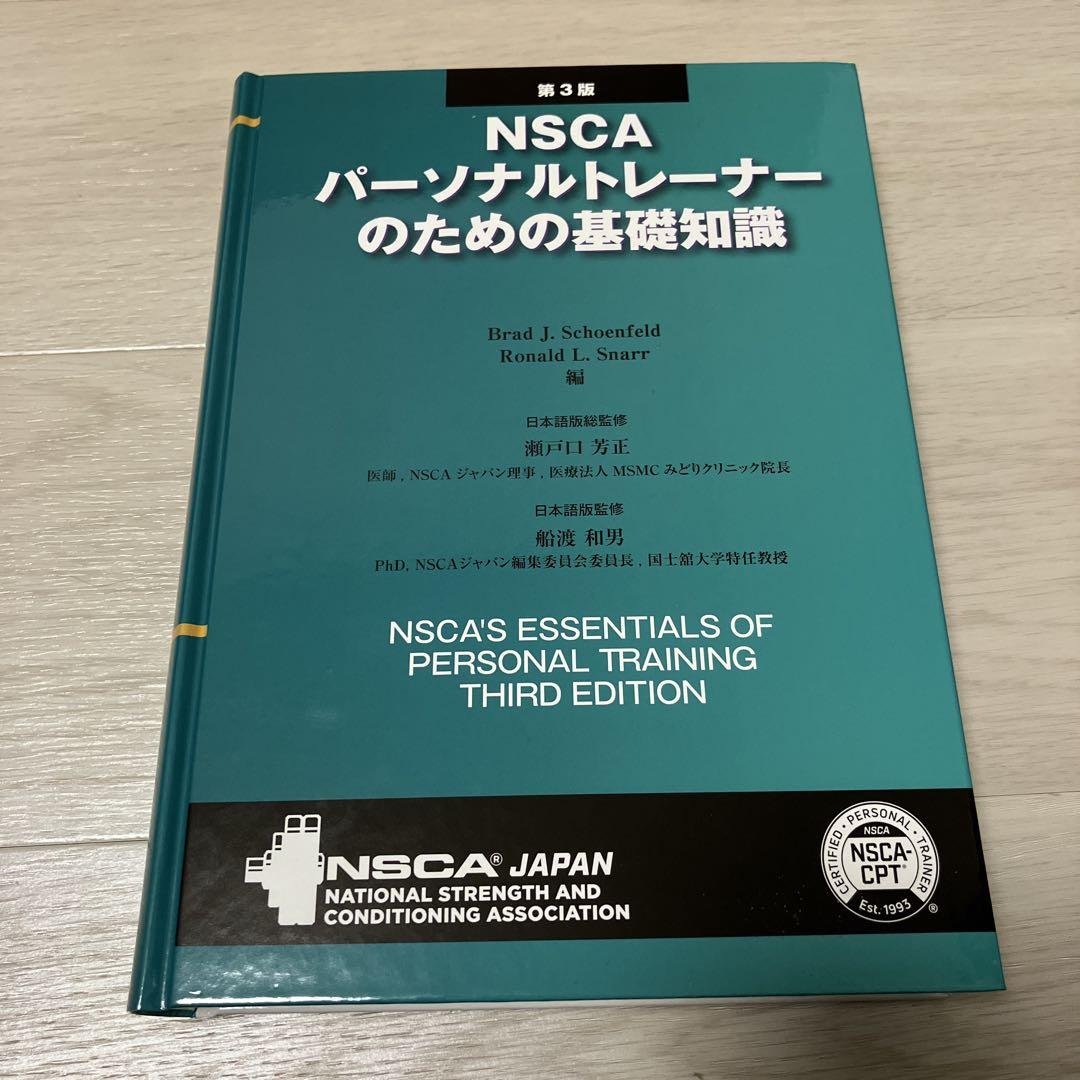 第3版
NSCA
パーソナルトレーナー
のための基礎知識
Brad J. Schoenfeld
Ronald L. Snarr
編
日本語版総監修
瀬戸口 芳正
医師, NSCA ジャパン理事, 医療法人 MSMC みどりクリニック院長
日本語版監修
船渡 和男
PhD, NSCAジャパン編集委員会委員長, 国士舘大学特任教授
NSCA'S ESSENTIALS OF
PERSONAL TRAINING
THIRD EDITION
NSCA® JAPAN
NATIONAL STRENGTH AND
CONDITIONING ASSOCIATION
CERTIFIED • PERSONAL • TRAINER
NSCA
NSCA-
CPT®
Est. 1993
®